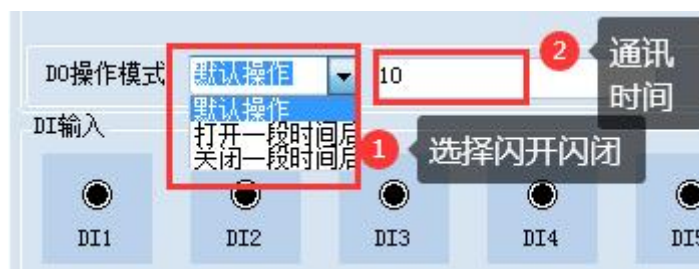 DO操作模式 默认操作 10
2 通讯时间
默认操作
打开一段时间后
关闭一段时间后
1 选择闪开闪闭
DI输入
DI1 DI2 DI3 DI4 DI5